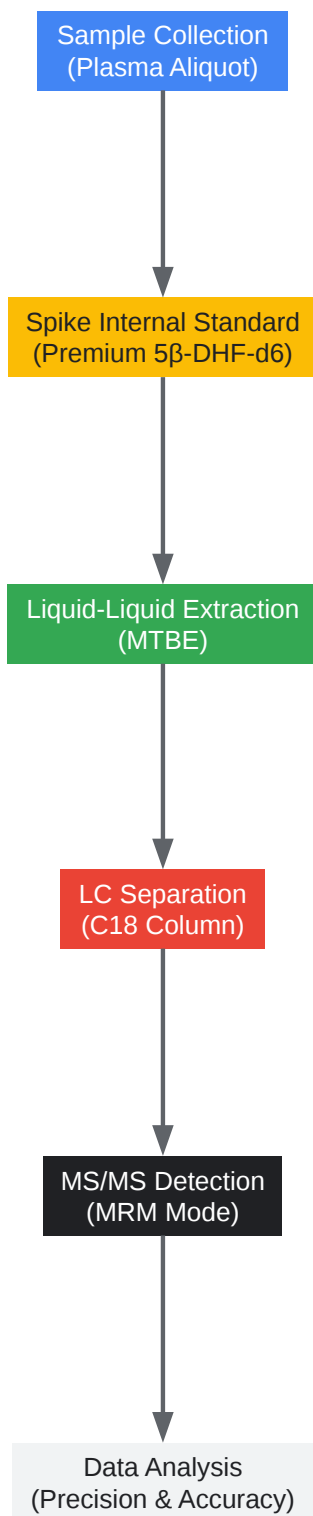 Sample Collection
(Plasma Aliquot)
Spike Internal Standard
(Premium 5β-DHF-d6)
Liquid-Liquid Extraction
(MTBE)
LC Separation
(C18 Column)
MS/MS Detection
(MRM Mode)
Data Analysis
(Precision & Accuracy)